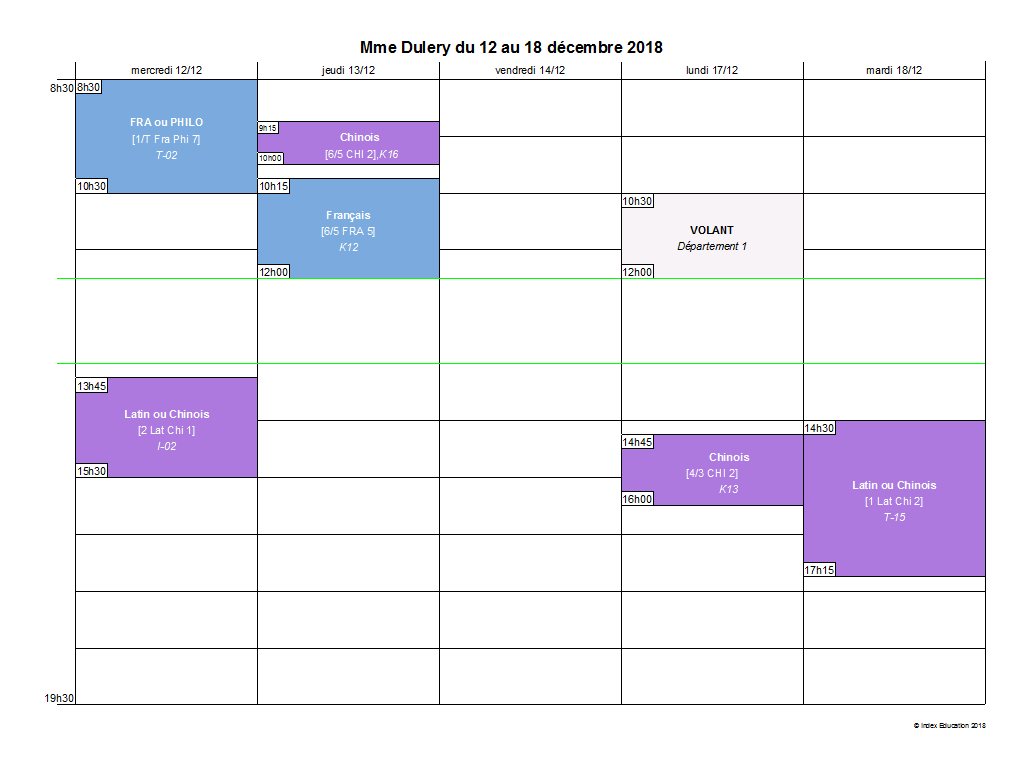 Mme Dulery du 12 au 18 décembre 2018
mercredi 12/12
jeudi 13/12
vendredi 14/12
lundi 17/12
mardi 18/12
8h30
8h30
FRA ou PHILO
[1/T Fra Phi 7]
T-02
10h30
13h45
Latin ou Chinois
[2 Lat Chi 1]
I-02
15h30
9h15
Chinois
[6/5 CHI 2],K16
10h00
10h15
Français
[6/5 FRA 5]
K12
12h00
10h30
VOLANT
Département 1
12h00
14h45
Chinois
[4/3 CHI 2]
K13
16h00
14h30
Latin ou Chinois
[1 Lat Chi 2]
T-15
17h15
19h30
© Index Education 2018